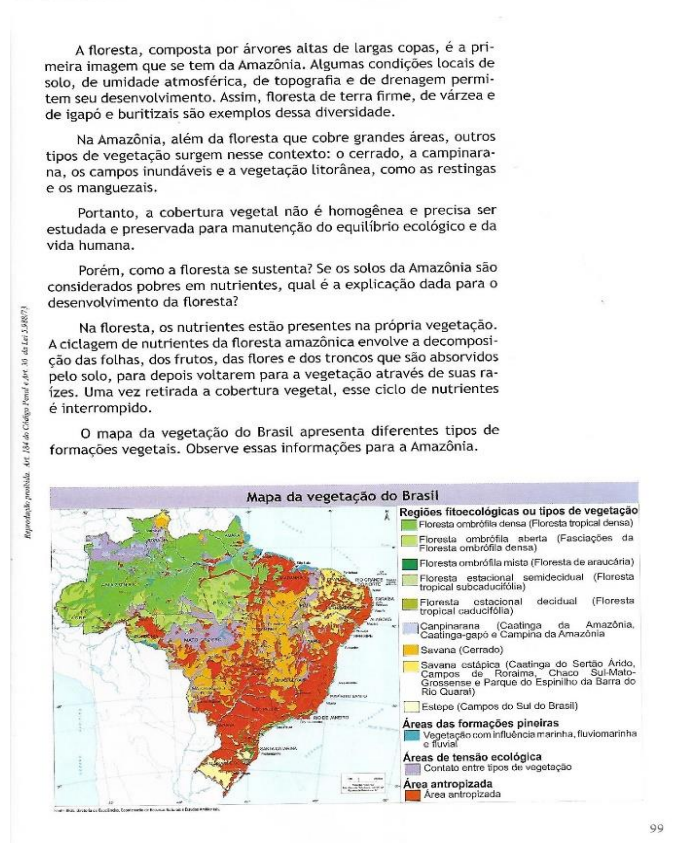 A floresta, composta por árvores altas de largas copas, é a pri-
meira imagem que se tem da Amazônia. Algumas condições locais de
solo, de umidade atmosférica, de topografia e de drenagem permi-
tem seu desenvolvimento. Assim, floresta de terra firme, de várzea e
de igapó e buritizais são exemplos dessa diversidade.
Na Amazônia, além da floresta que cobre grandes áreas, outros
tipos de vegetação surgem nesse contexto: o cerrado, a campinara-
na, os campos inundáveis e a vegetação litorânea, como as restingas
e os manguezais.
Portanto, a cobertura vegetal não é homogênea e precisa ser
estudada e preservada para manutenção do equilíbrio ecológico e da
vida humana.
Porém, como a floresta se sustenta? Se os solos da Amazônia são
considerados pobres em nutrientes, qual é a explicação dada para o
desenvolvimento da floresta?
Na floresta, os nutrientes estão presentes na própria vegetação.
A ciclagem de nutrientes da floresta amazônica envolve a decomposi-
ção das folhas, dos frutos, das flores e dos troncos que são absorvidos
pelo solo, para depois voltarem para a vegetação através de suas ra-
ízes. Uma vez retirada a cobertura vegetal, esse ciclo de nutrientes
é interrompido.
O mapa da vegetação do Brasil apresenta diferentes tipos de
formações vegetais. Observe essas informações para a Amazônia.
Reprodução proibida. Art. 184 do Código Penal e Art. 30 da Lei 5.988/73
Mapa da vegetação do Brasil
Regiões fitoecológicas ou tipos de vegetação
Floresta ombrófila densa (Floresta tropical densa)
Floresta ombrófila aberta (Fasciações da
Floresta ombrófila densa)
Floresta ombrófila mista (Floresta de araucária)
Floresta estacional semidecidual (Floresta
tropical subcaducifólia)
Floresta estacional decidual (Floresta
tropical caducifólia)
Canpinarana (Caatinga da Amazônia,
Caatinga-gapó e Campina da Amazônia
Savana (Cerrado)
Savana estápica (Caatinga do Sertão Árido,
Campos de Roraima, Chaco Sul-Mato-
Grossense e Parque do Espinilho da Barra do
Rio Quaraí)
Estepe (Campos do Sul do Brasil)
Áreas das formações pineiras
Vegetação com influência marinha, fluviomarinha
e fluvial
Áreas de tensão ecológica
Contato entre tipos de vegetação
Área antropizada
Área antropizada
RIO DE JANEIRO
99